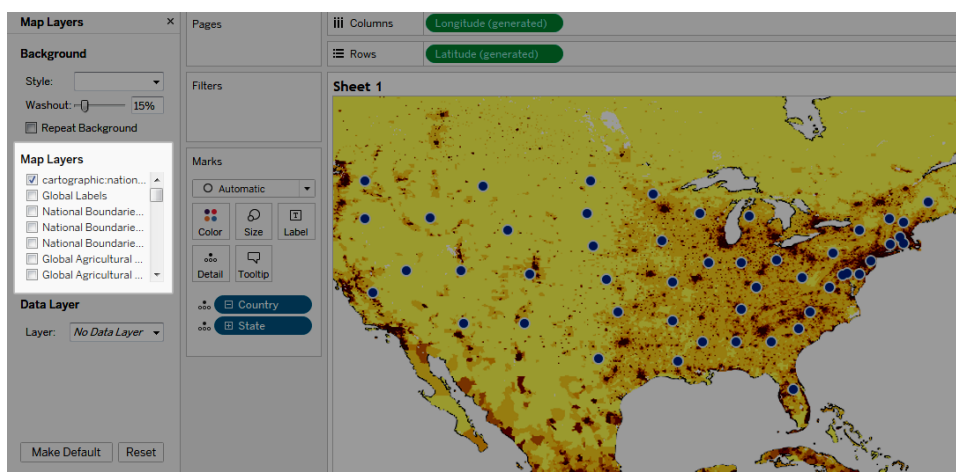 Map Layers ×
Background
Style:
Washout: 15%
Repeat Background
Map Layers
cartographic:nation...
Global Labels
National Boundarie...
National Boundarie...
National Boundarie...
Global Agricultural ...
Global Agricultural ...
Data Layer
Layer: No Data Layer
Make Default Reset
Pages
Filters
Marks
Automatic
Color Size Label
Detail Tooltip
Country
State
Columns Longitude (generated)
Rows Latitude (generated)
Sheet 1